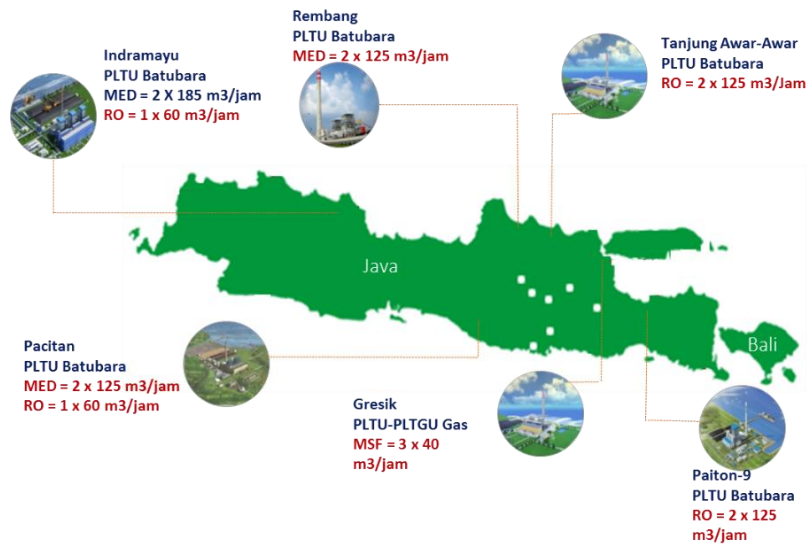 Rembang
PLTU Batubara
MED = 2 x 125 m3/jam
Indramayu
PLTU Batubara
MED = 2 X 185 m3/jam
RO = 1 x 60 m3/jam
Tanjung Awar-Awar
PLTU Batubara
RO = 2 x 125 m3/Jam
Java
Bali
Pacitan
PLTU Batubara
MED = 2 x 125 m3/jam
RO = 1 x 60 m3/jam
Gresik
PLTU-PLTGU Gas
MSF = 3 x 40
m3/jam
Paiton-9
PLTU Batubara
RO = 2 x 125
m3/jam